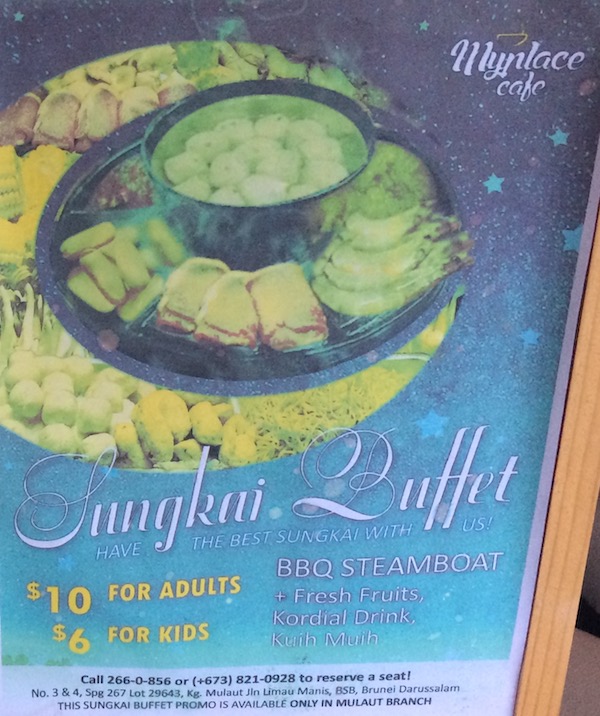 Myplace
cafe
Sungkai Buffet
HAVE THE BEST SUNGKAI WITH US!
$10 FOR ADULTS
$6 FOR KIDS
BBQ STEAMBOAT
+ Fresh Fruits,
Kordial Drink,
Kuih Muih
Call 266-0-856 or (+673) 821-0928 to reserve a seat!
No. 3 & 4, Spg 267 Lot 29643, Kg. Mulaut Jln Limau Manis, BSB, Brunei Darussalam
THIS SUNGKAI BUFFET PROMO IS AVAILABLE ONLY IN MULAUT BRANCH